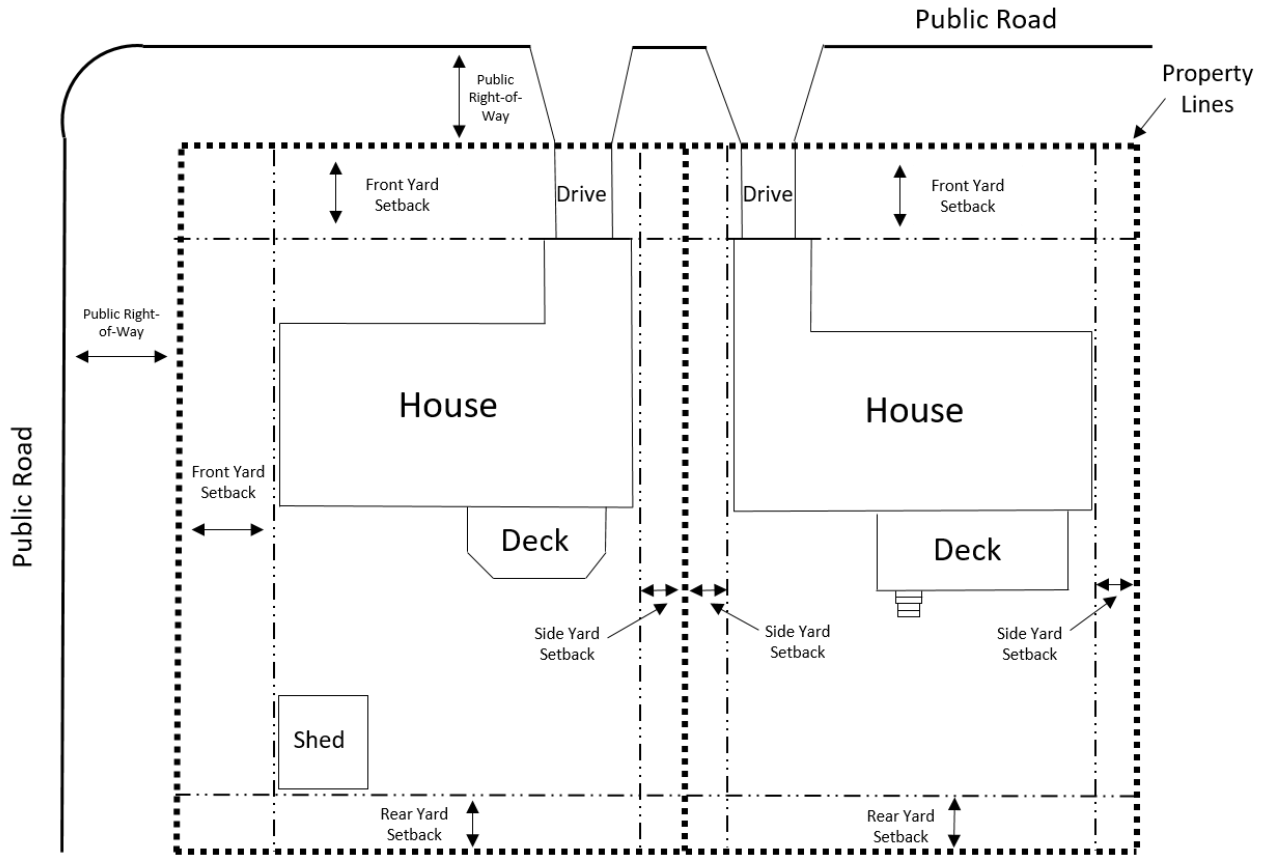 Public Road
Property
Lines
Public
Right-of-
Way
Front Yard
Setback
Drive
Drive
Front Yard
Setback
Public Right-
of-Way
House
House
Public Road
Front Yard
Setback
Deck
Deck
Side Yard
Setback
Side Yard
Setback
Side Yard
Setback
Shed
Rear Yard
Setback
Rear Yard
Setback